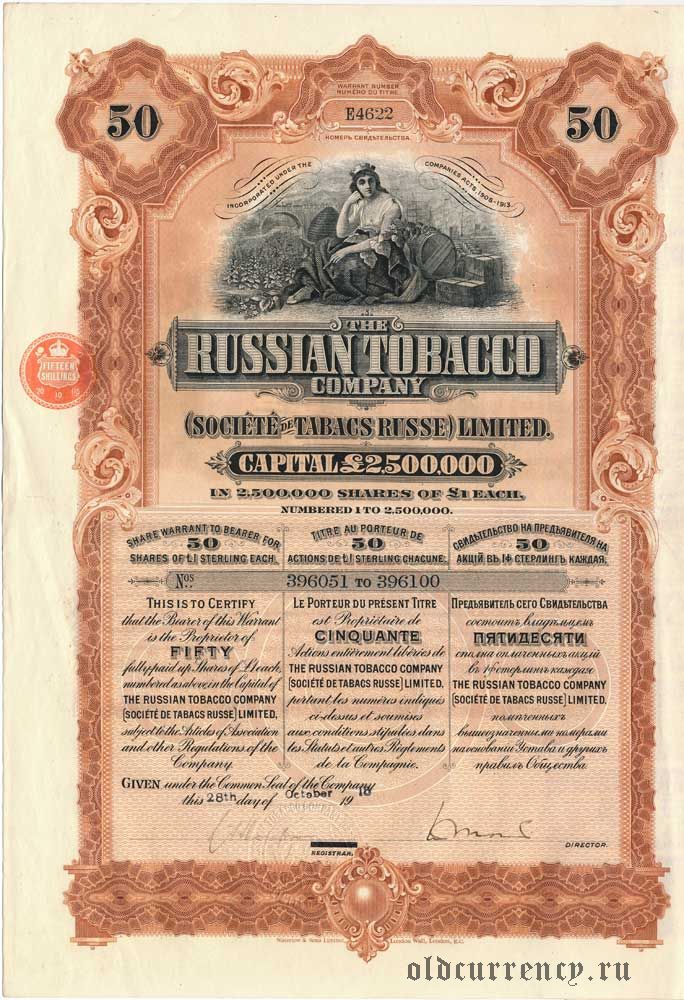 WARRANT NUMBER
NUMÉRO DU TITRE
50
E4622
50
НОМЕРЪ СВИДѢТЕЛЬСТВА.
INCORPORATED UNDER THE COMPANIES ACTS, 1908-1913.
THE
RUSSIAN TOBACCO
COMPANY
FIFTEEN
SHILLINGS
(SOCIÉTÉ DE TABACS RUSSE) LIMITED.
CAPITAL £2,500,000
IN 2,500,000 SHARES OF £1 EACH,
NUMBERED 1 TO 2,500,000.
SHARE WARRANT TO BEARER FOR
50
SHARES OF £1 STERLING EACH.
TITRE AU PORTEUR DE
50
ACTIONS DE £1 STERLING CHACUNE.
СВИДѢТЕЛЬСТВО НА ПРЕДЪЯВИТЕЛЯ НА
50
АКЦІЙ ВЪ 1 Ф СТЕРЛИНГ КАЖДАЯ.
Nos 396051 TO 396100
THIS IS TO CERTIFY
that the Bearer of this Warrant
is the Proprietor of
FIFTY
fully paid up Shares of £1 each,
numbered as above in the Capital of
THE RUSSIAN TOBACCO COMPANY
(SOCIÉTÉ DE TABACS RUSSE) LIMITED,
subject to the Articles of Association
and other Regulations of the
Company.
LE PORTEUR DU PRÉSENT TITRE
est Propriétaire de
CINQUANTE
Actions entièrement libérées de
THE RUSSIAN TOBACCO COMPANY
(SOCIÉTÉ DE TABACS RUSSE) LIMITED.
portant les numéros indiqués
ci-dessus et soumises
aux conditions stipulées dans
les Statuts et autres Règlements
de la Compagnie.
ПРЕДЪЯВИТЕЛЬ СЕГО СВИДѢТЕЛЬСТВА
состоитъ владѣльцемъ
ПЯТИДЕСЯТИ
сполна оплаченныхъ акцій
въ 1 ф стерлинг каждая
THE RUSSIAN TOBACCO COMPANY
(SOCIÉTÉ DE TABACS RUSSE) LIMITED.
помѣченныхъ
вышеозначенными номерами
на основаніи Устава и другихъ
правилъ Общества
GIVEN under the Common Seal of the Company
this 28th day of October 19
REGISTRAR.
DIRECTOR.
Waterlow & Sons Limited, London Wall, London, E.C.
oldcurrency.ru